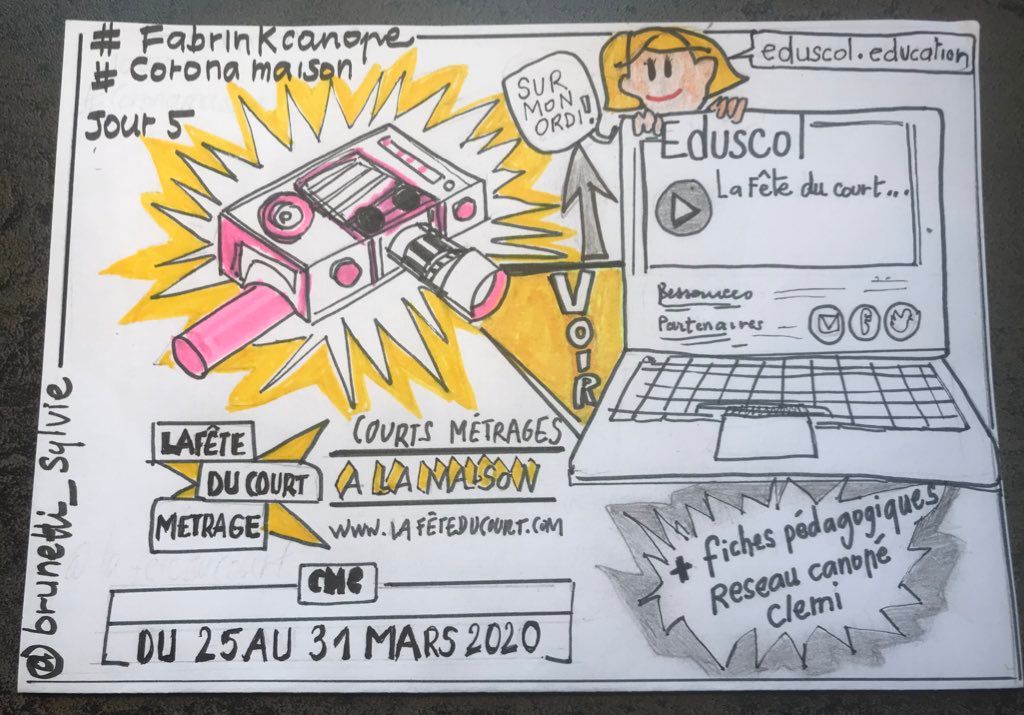 # FabrinKcanope
# Corona maison
Jour 5
SUR
MON
ORDI!
eduscol.education
Eduscol
La Fête du court...
Ressources
Partenaires
VOIR
LA FÊTE
DU COURT
METRAGE
COURTS MÉTRAGES
A LA MAISON
WWW.LAFÊTEDUCOURT.COM
CNC
DU 25 AU 31 MARS 2020
+ fiches pédagogiques
Reseau canopé
Clemi
@brunetti_sylvie